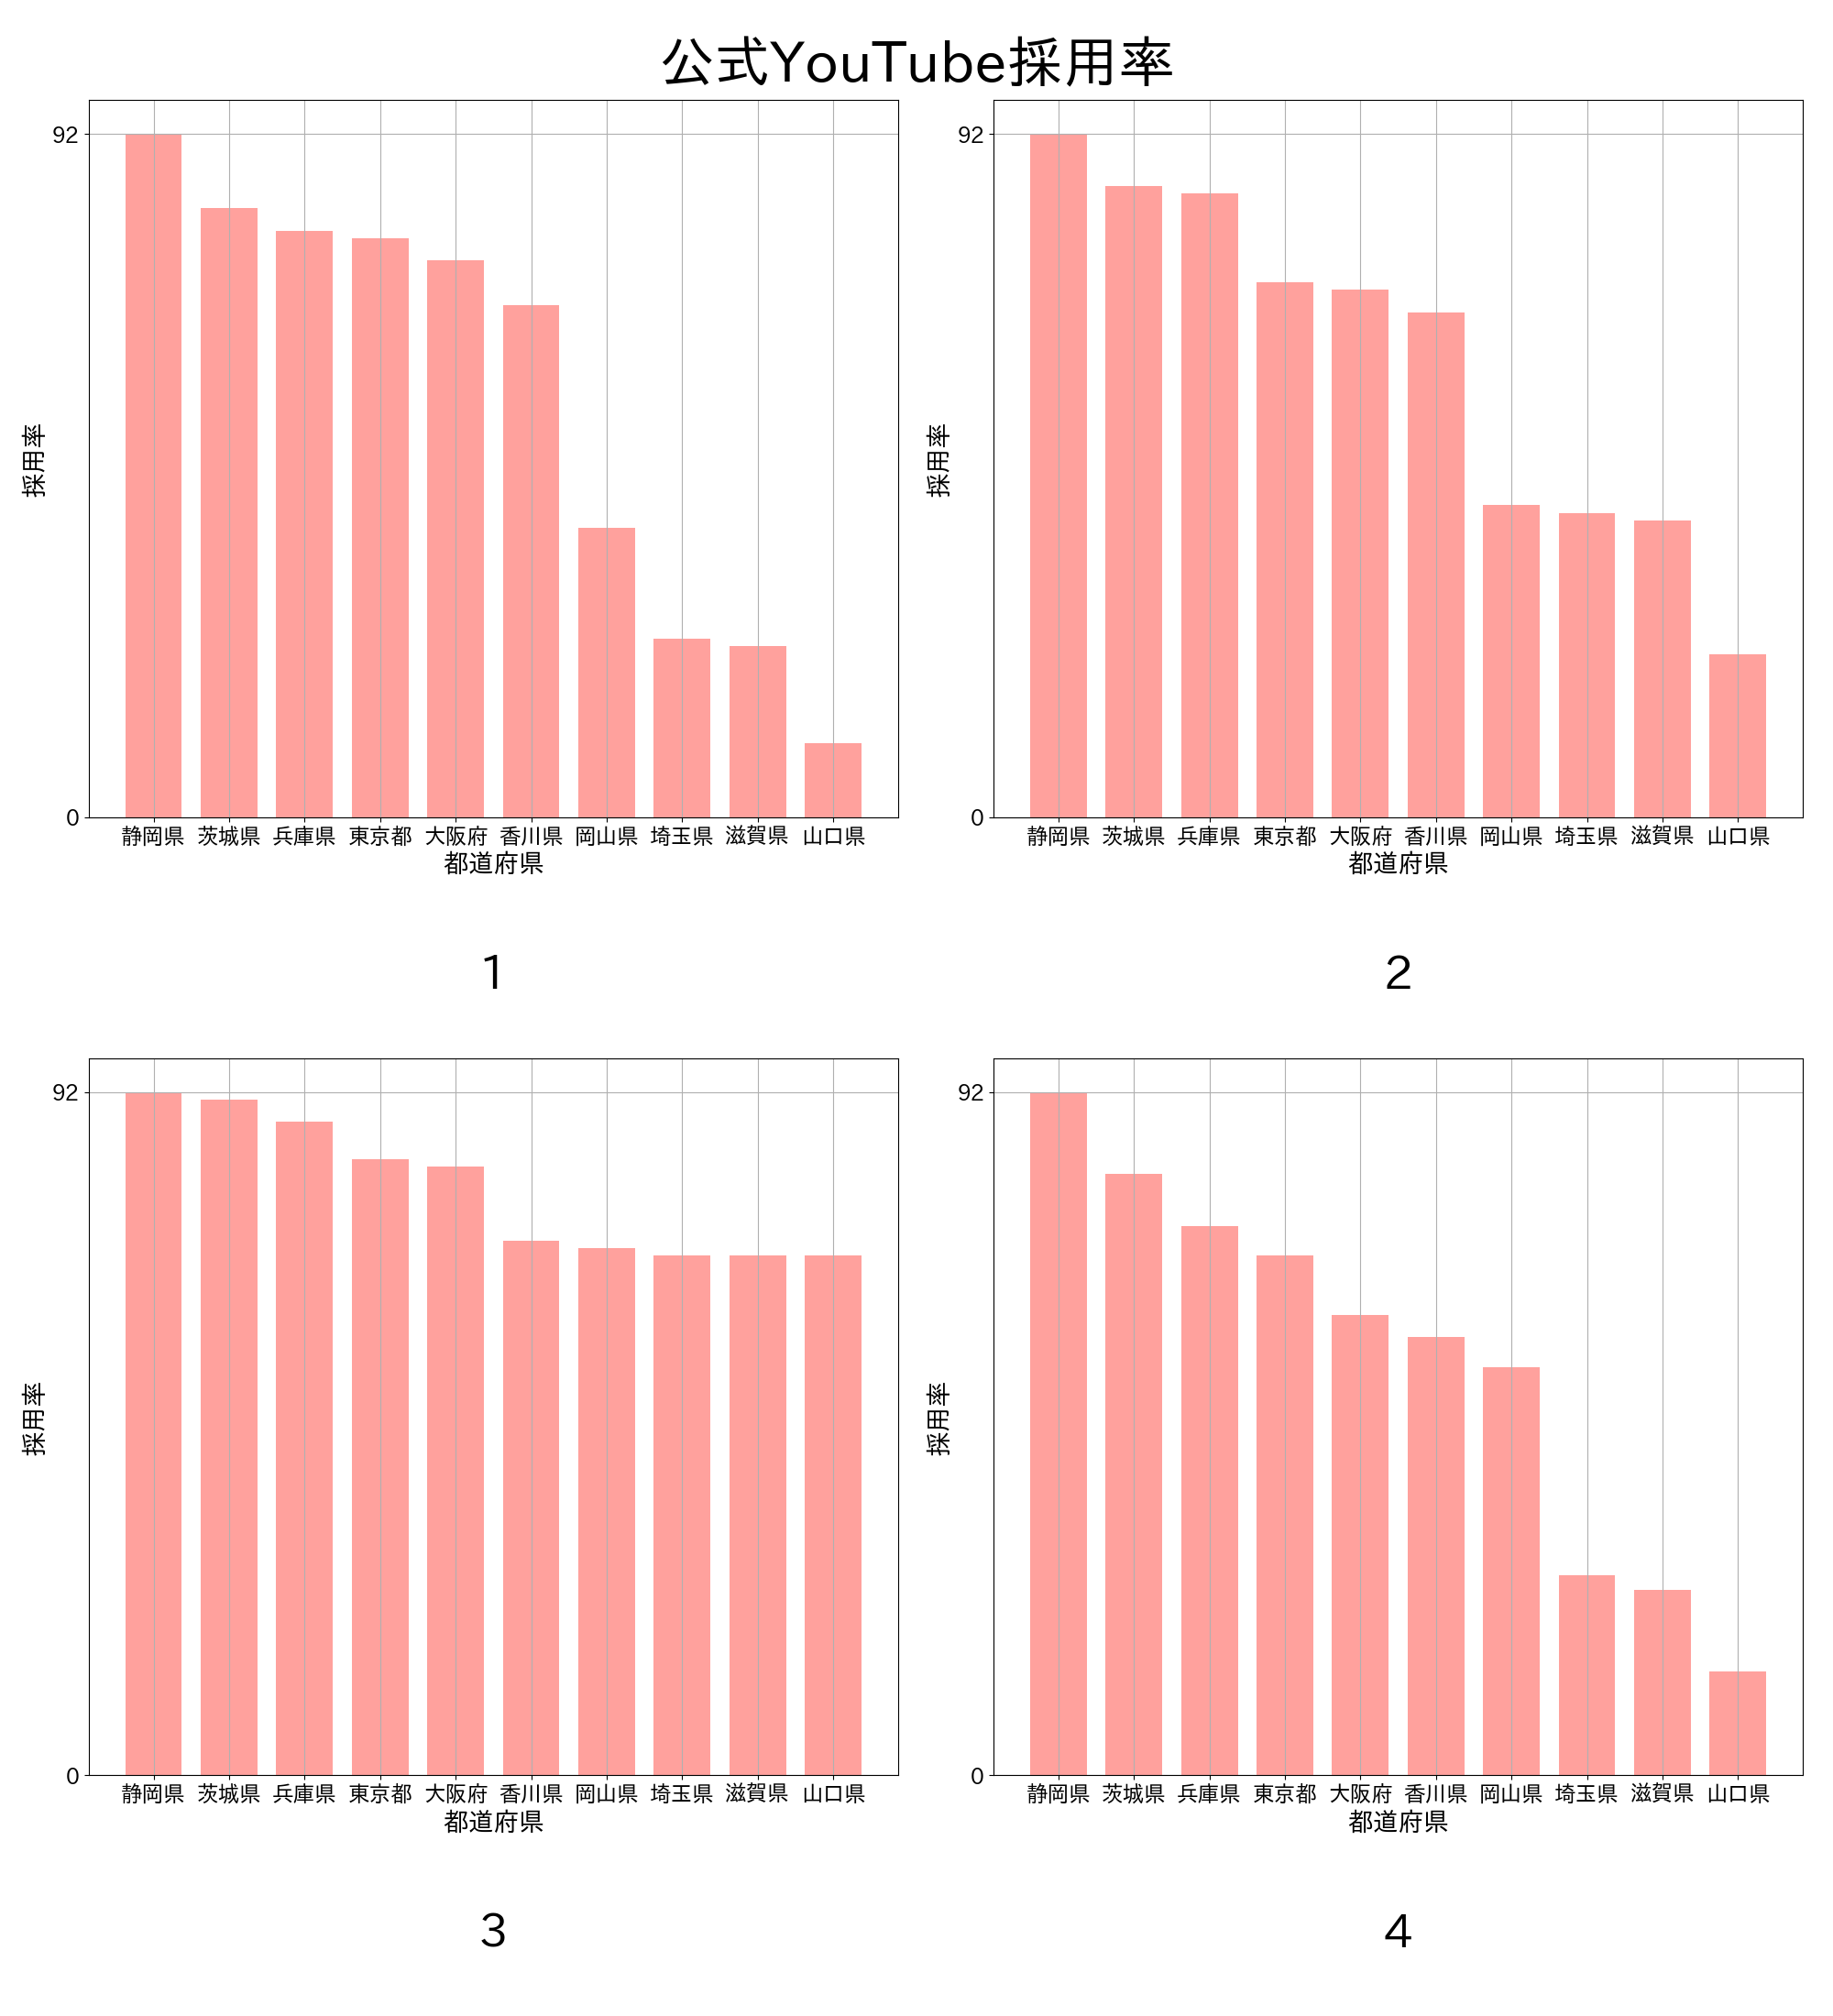 公式YouTube採用率
92
採用率
0
静岡県 茨城県 兵庫県 東京都 大阪府 香川県 岡山県 埼玉県 滋賀県 山口県
都道府県
1
92
採用率
0
静岡県 茨城県 兵庫県 東京都 大阪府 香川県 岡山県 埼玉県 滋賀県 山口県
都道府県
2
92
採用率
0
静岡県 茨城県 兵庫県 東京都 大阪府 香川県 岡山県 埼玉県 滋賀県 山口県
都道府県
3
92
採用率
0
静岡県 茨城県 兵庫県 東京都 大阪府 香川県 岡山県 埼玉県 滋賀県 山口県
都道府県
4